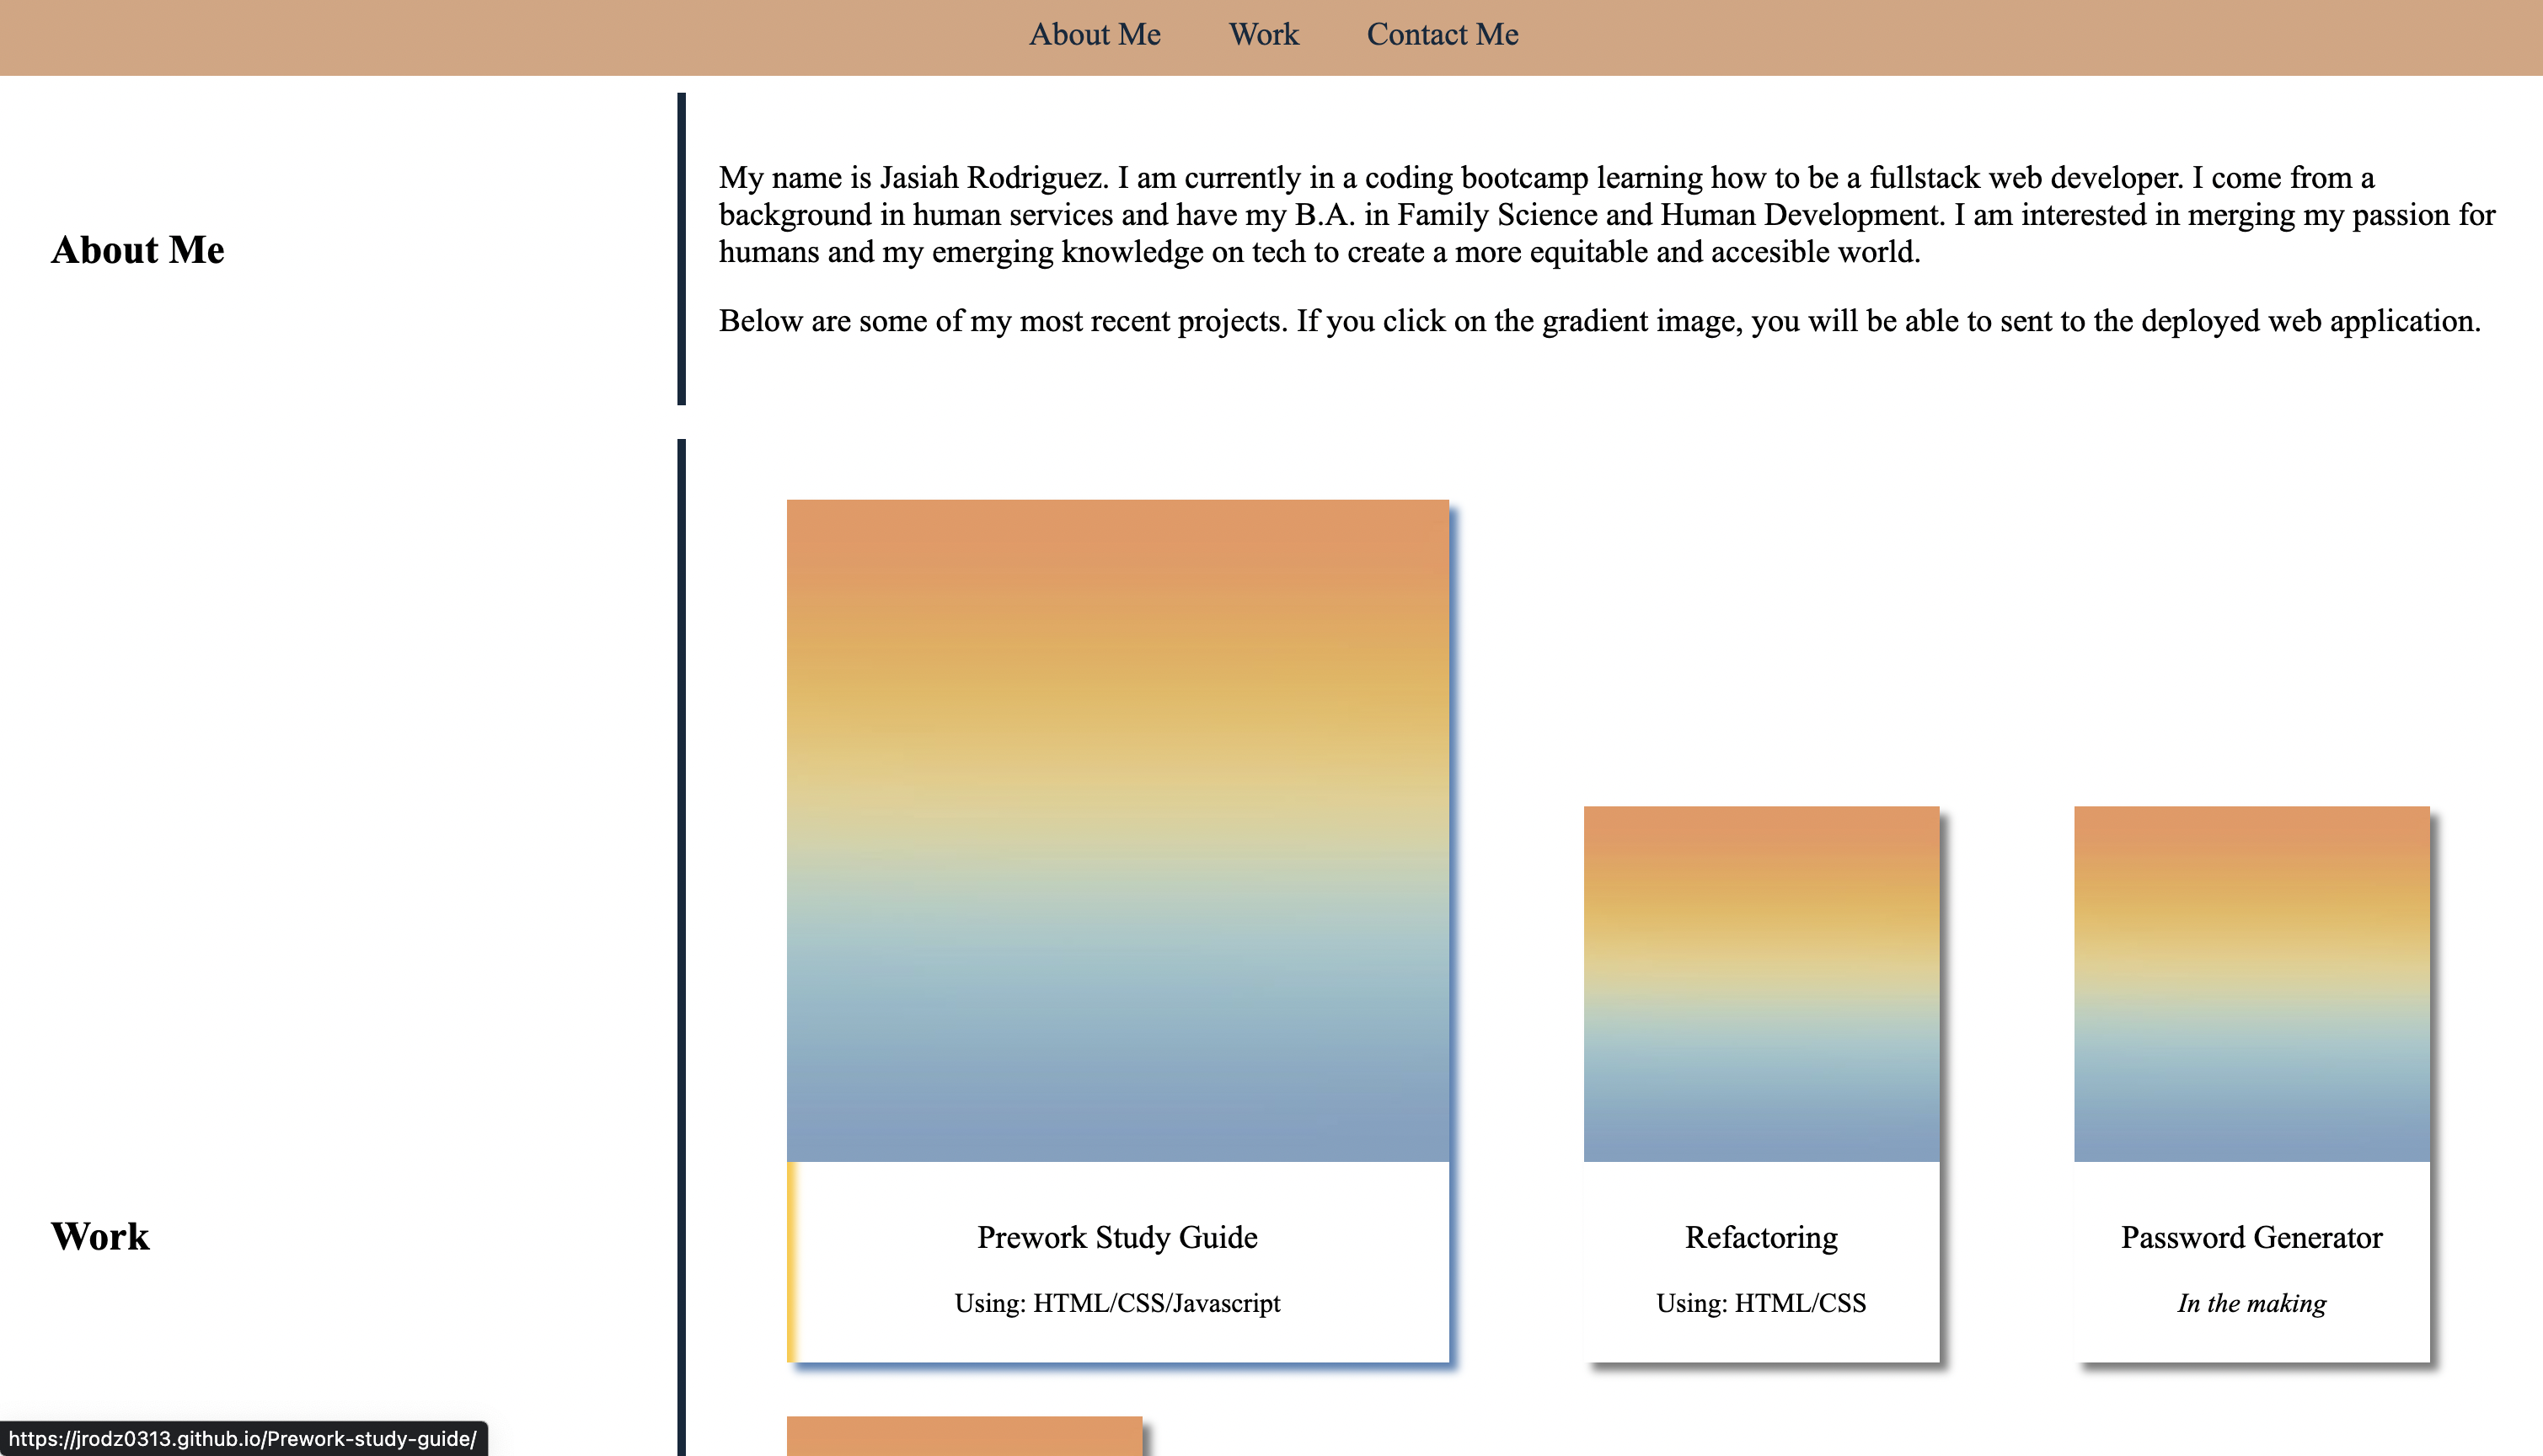 About Me Work Contact Me
About Me
My name is Jasiah Rodriguez. I am currently in a coding bootcamp learning how to be a fullstack web developer. I come from a
background in human services and have my B.A. in Family Science and Human Development. I am interested in merging my passion for
humans and my emerging knowledge on tech to create a more equitable and accesible world.
Below are some of my most recent projects. If you click on the gradient image, you will be able to sent to the deployed web application.
Work
Prework Study Guide
Using: HTML/CSS/Javascript
Refactoring
Using: HTML/CSS
Password Generator
In the making
https://jrodz0313.github.io/Prework-study-guide/